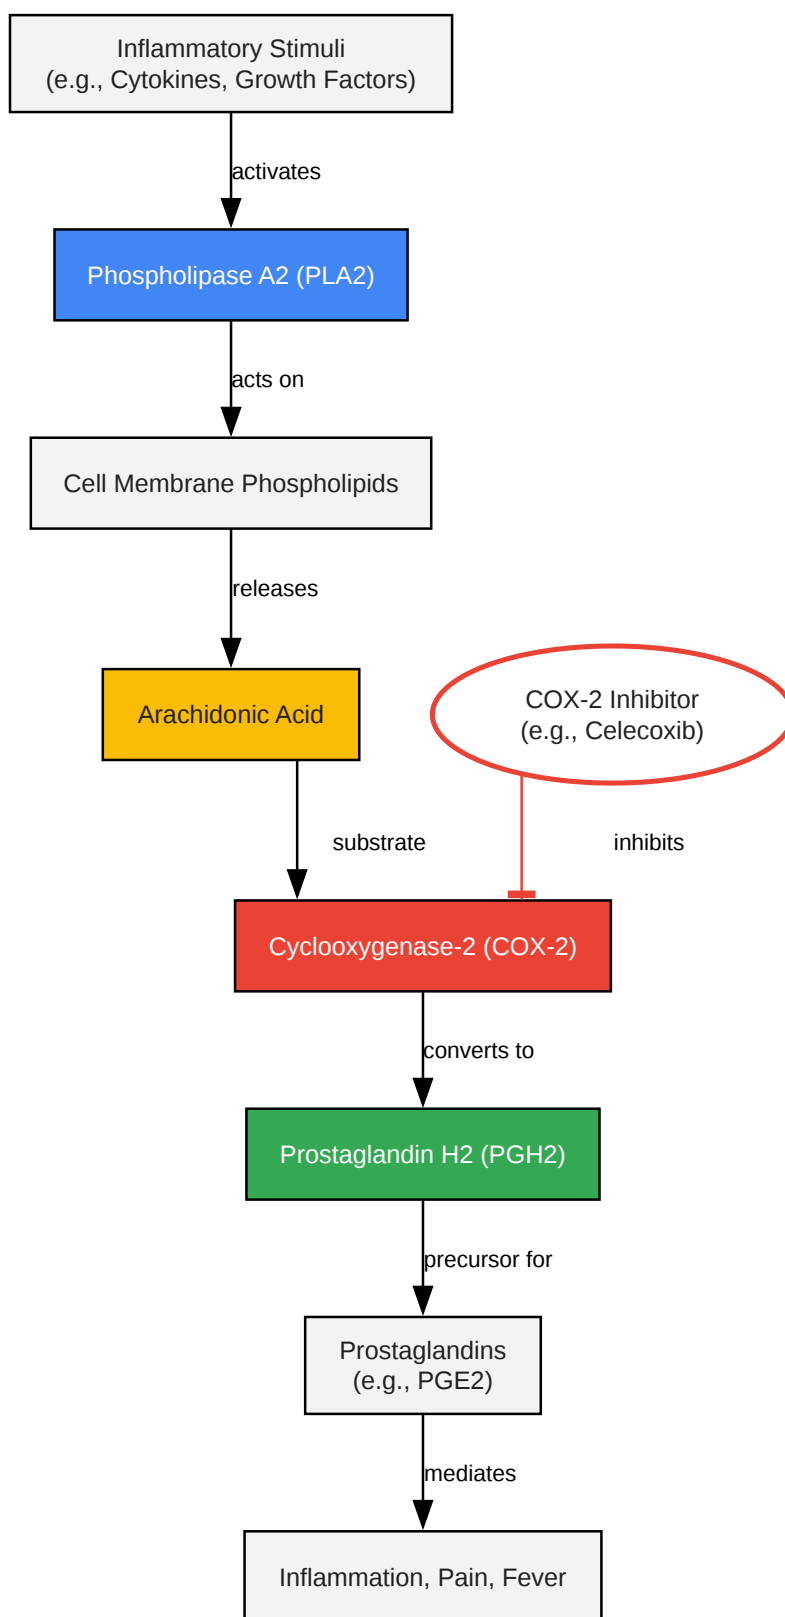 Inflammatory Stimuli
(e.g., Cytokines, Growth Factors)
activates
Phospholipase A2 (PLA2)
acts on
Cell Membrane Phospholipids
releases
Arachidonic Acid
COX-2 Inhibitor
(e.g., Celecoxib)
substrate
inhibits
Cyclooxygenase-2 (COX-2)
converts to
Prostaglandin H2 (PGH2)
precursor for
Prostaglandins
(e.g., PGE2)
mediates
Inflammation, Pain, Fever